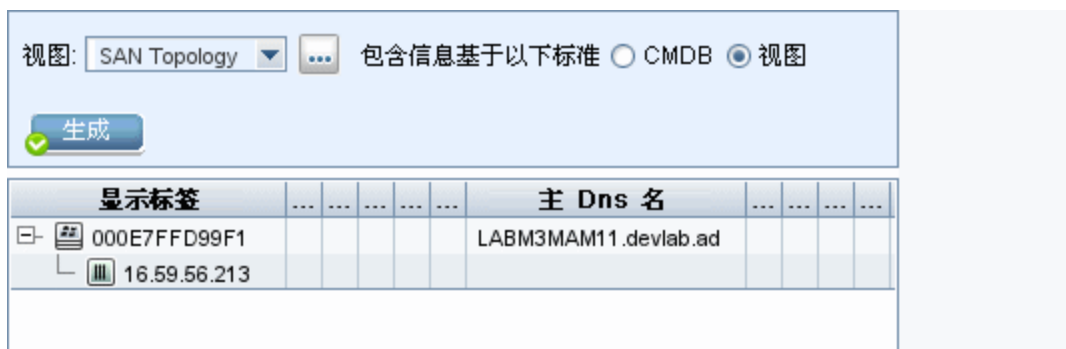 视图: SAN Topology ... 包含信息基于以下标准 CMDB 视图
生成
显示标签 ... ... ... ... ... 主 Dns 名 ... ... ... ...
000E7FFD99F1 LABM3MAM11.devlab.ad
16.59.56.213